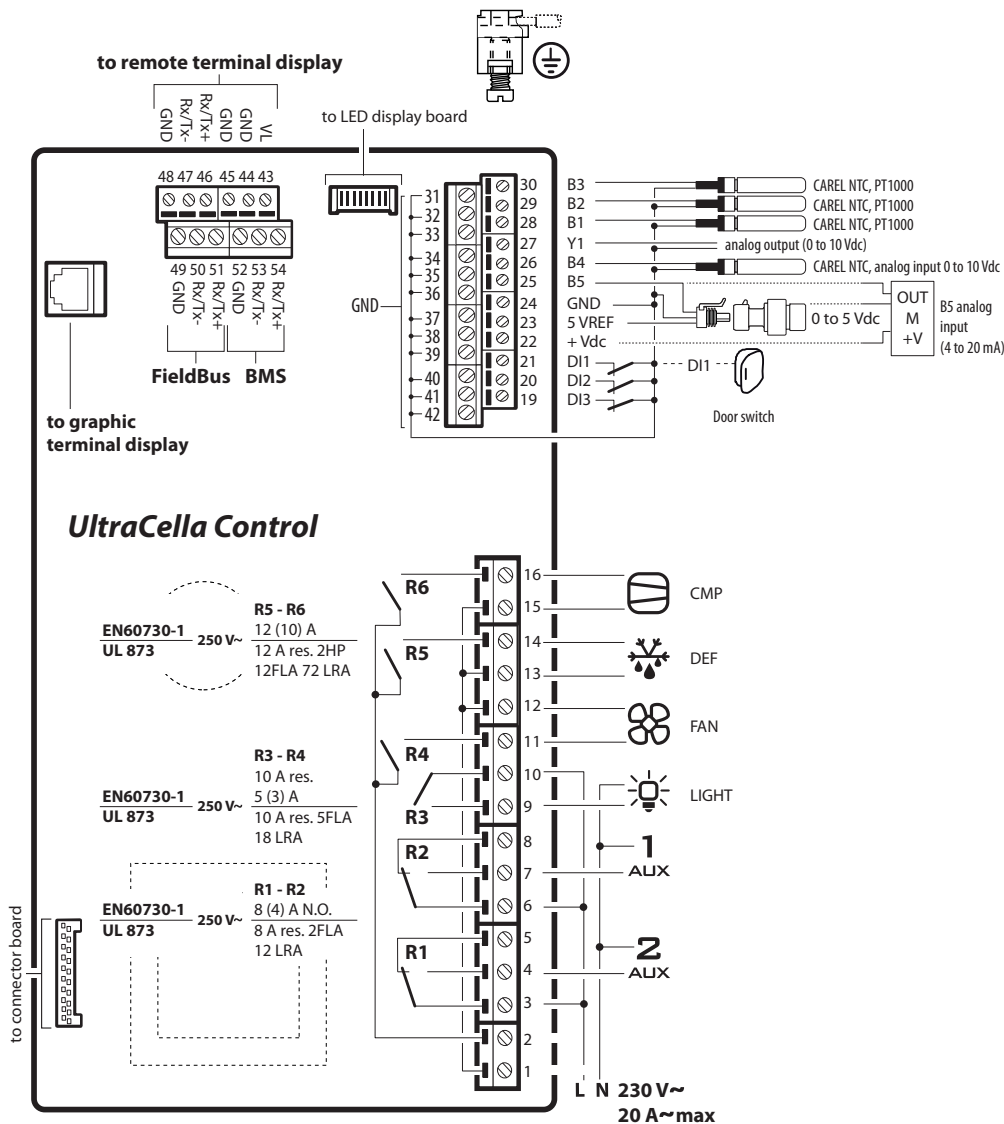 to remote terminal display
GND
Rx/Tx-
Rx/Tx+
GND
GND
VL
to LED display board
48 47 46 45 44 43
49 50 51 52 53 54
GND
Rx/Tx-
Rx/Tx+
GND
Rx/Tx-
Rx/Tx+
FieldBus BMS
to graphic
terminal display
GND
31
32
33
34
35
36
37
38
39
40
41
42
30 B3 CAREL NTC, PT1000
29 B2 CAREL NTC, PT1000
28 B1 CAREL NTC, PT1000
27 Y1 analog output (0 to 10 Vdc)
26 B4 CAREL NTC, analog input 0 to 10 Vdc
25 B5
24 GND
23 5 VREF 0 to 5 Vdc
22 + Vdc
21 DI1
20 DI2
19 DI3
OUT
M
+V
B5 analog
input
(4 to 20 mA)
DI1
Door switch
UltraCella Control
EN60730-1
UL 873
250 V~
R5 - R6
12 (10) A
12 A res. 2HP
12FLA 72 LRA
EN60730-1
UL 873
250 V~
R3 - R4
10 A res.
5 (3) A
10 A res. 5FLA
18 LRA
EN60730-1
UL 873
250 V~
R1 - R2
8 (4) A N.O.
8 A res. 2FLA
12 LRA
to connector board
R6
R5
R4
R3
R2
R1
16
15
14
13
12
11
10
9
8
7
6
5
4
3
2
1
CMP
DEF
FAN
LIGHT
1
AUX
2
AUX
L N 230 V~
20 A~max